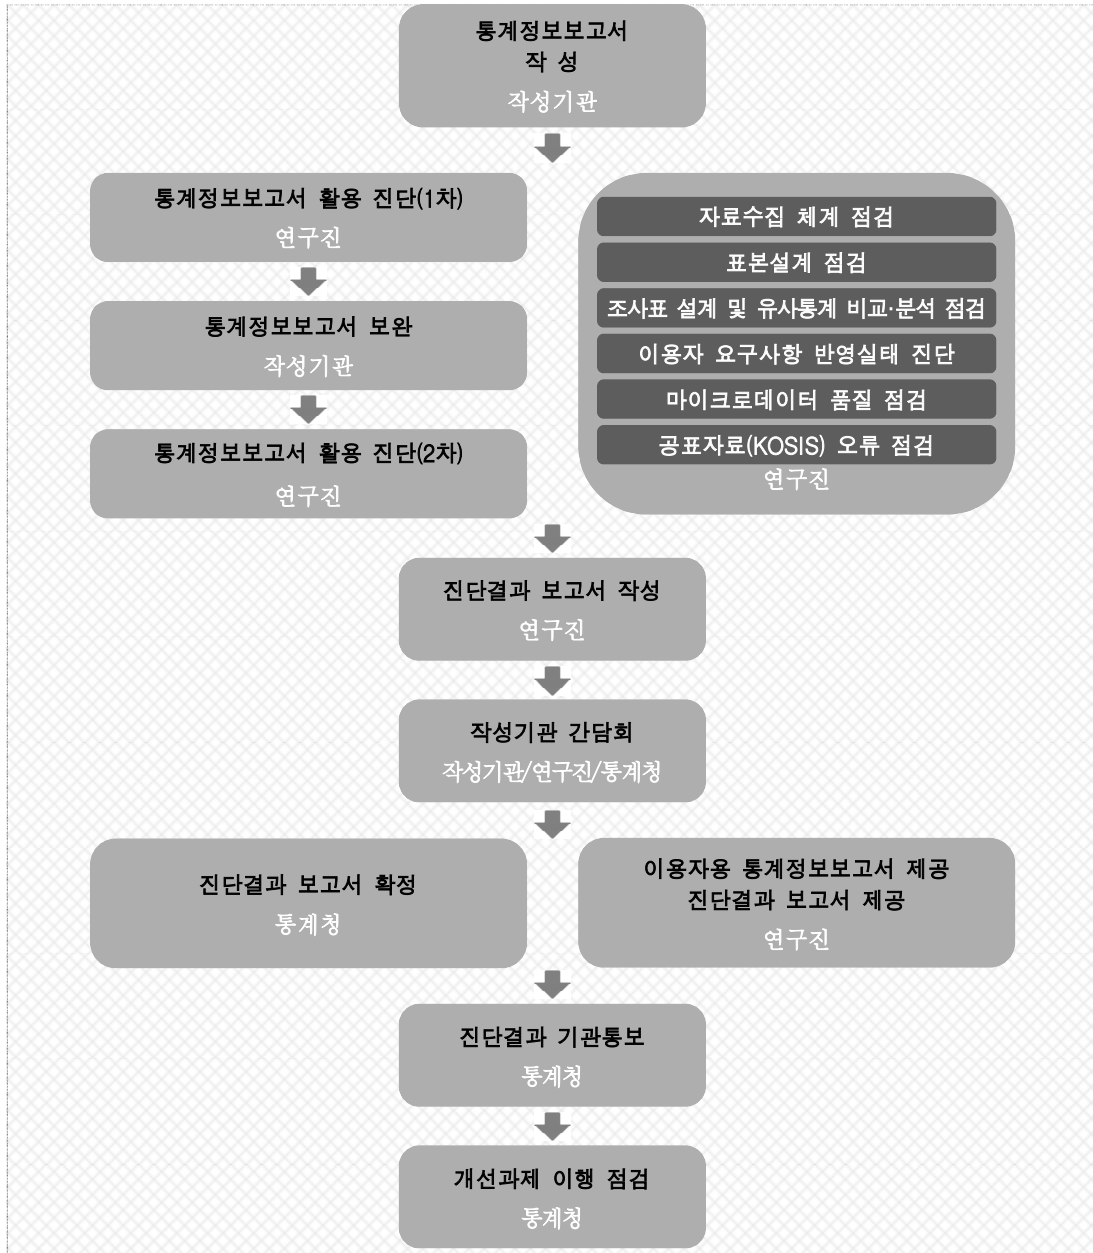 통계정보보고서
작 성
작성기관
통계정보보고서 활용 진단(1차)
연구진
통계정보보고서 보완
작성기관
통계정보보고서 활용 진단(2차)
연구진
자료수집 체계 점검
표본설계 점검
조사표 설계 및 유사통계 비교·분석 점검
이용자 요구사항 반영실태 진단
마이크로데이터 품질 점검
공표자료(KOSIS) 오류 점검
연구진
진단결과 보고서 작성
연구진
작성기관 간담회
작성기관/연구진/통계청
진단결과 보고서 확정
통계청
이용자용 통계정보보고서 제공
진단결과 보고서 제공
연구진
진단결과 기관통보
통계청
개선과제 이행 점검
통계청